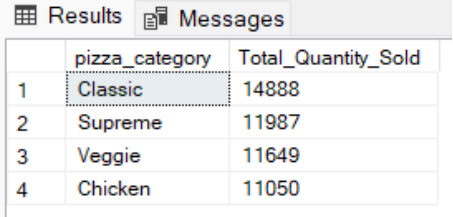 Results Messages
pizza_category Total_Quantity_Sold
1 Classic 14888
2 Supreme 11987
3 Veggie 11649
4 Chicken 11050